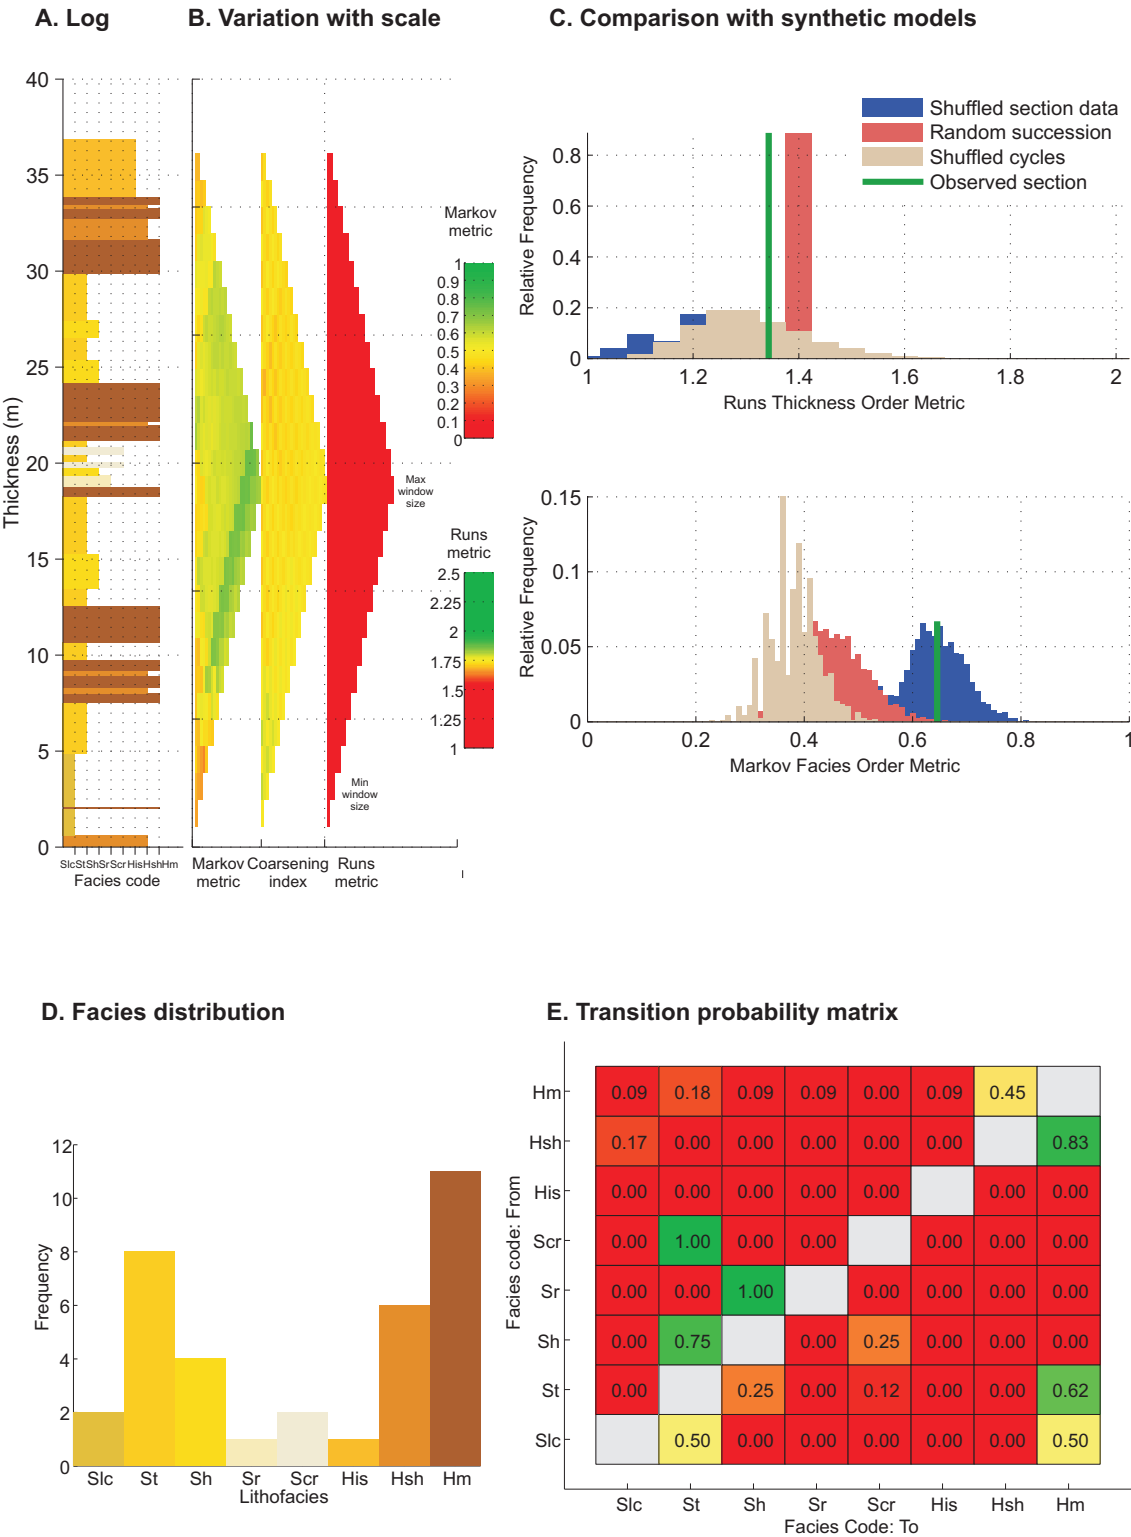 A. Log
B. Variation with scale
C. Comparison with synthetic models
40
35
30
25
20
15
10
5
0
Thickness (m)
Slc St Sh Sr Scr His Hsh Hm
Facies code
Markov metric
Coarsening index
Runs metric
Max
window
size
Min
window
size
Markov
metric
1
0.9
0.8
0.7
0.6
0.5
0.4
0.3
0.2
0.1
0
Runs
metric
2.5
2.25
2
1.75
1.5
1.25
1
Shuffled section data
Random succession
Shuffled cycles
Observed section
Relative Frequency
0.8
0.6
0.4
0.2
0
1 1.2 1.4 1.6 1.8 2
Runs Thickness Order Metric
Relative Frequency
0.15
0.1
0.05
0
0 0.2 0.4 0.6 0.8 1
Markov Facies Order Metric
D. Facies distribution
Frequency
12
10
8
6
4
2
0
Slc St Sh Sr Scr His Hsh Hm
Lithofacies
E. Transition probability matrix
Facies code: From
Hm 0.09 0.18 0.09 0.09 0.00 0.09 0.45
Hsh 0.17 0.00 0.00 0.00 0.00 0.00 0.83
His 0.00 0.00 0.00 0.00 0.00 0.00 0.00
Scr 0.00 1.00 0.00 0.00 0.00 0.00 0.00
Sr 0.00 0.00 1.00 0.00 0.00 0.00 0.00
Sh 0.00 0.75 0.00 0.25 0.00 0.00 0.00
St 0.00 0.25 0.00 0.12 0.00 0.00 0.62
Slc 0.50 0.00 0.00 0.00 0.00 0.00 0.50
Slc St Sh Sr Scr His Hsh Hm
Facies Code: To